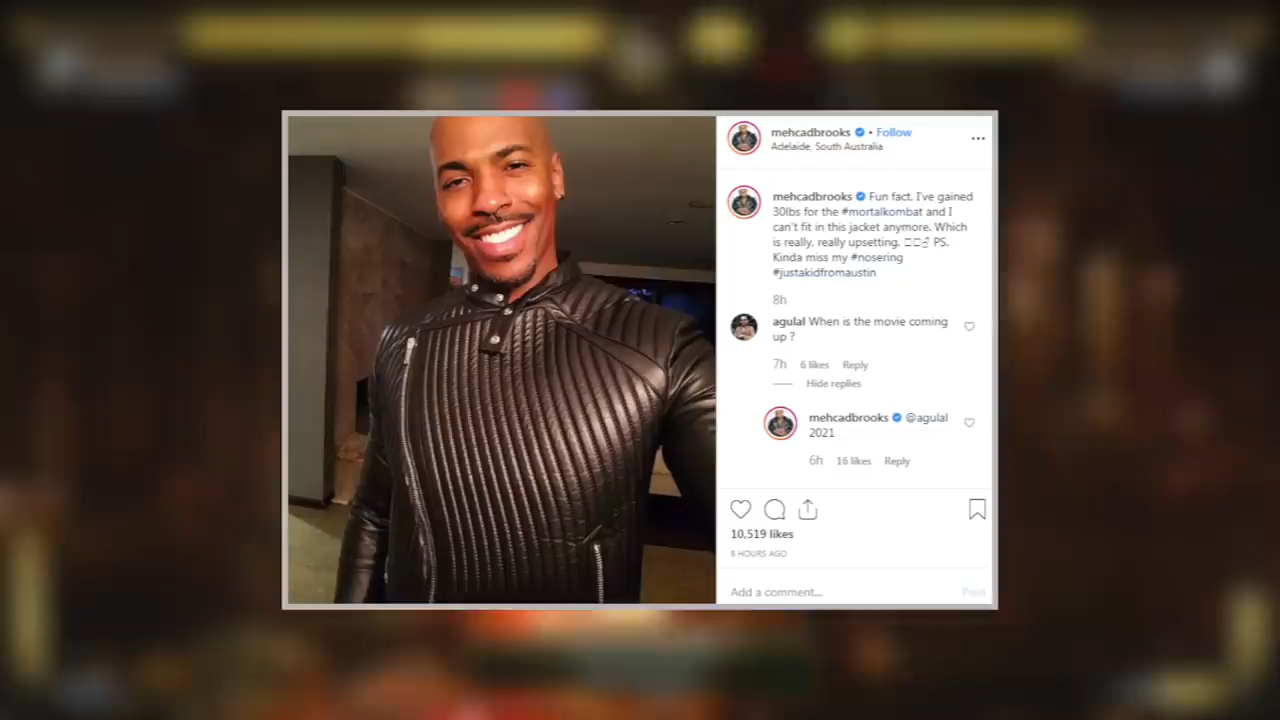 mehcadbrooks • Follow
Adelaide, South Australia
mehcadbrooks Fun fact. I've gained
30lbs for the #mortalkombat and I
can't fit in this jacket anymore. Which
is really, really upsetting. □□♂ PS.
Kinda miss my #nosering
#justakidfromaustin
8h
agulal When is the movie coming
up ?
7h 6 likes Reply
Hide replies
mehcadbrooks @agulal
2021
6h 16 likes Reply
10,519 likes
8 HOURS AGO
Add a comment... Post